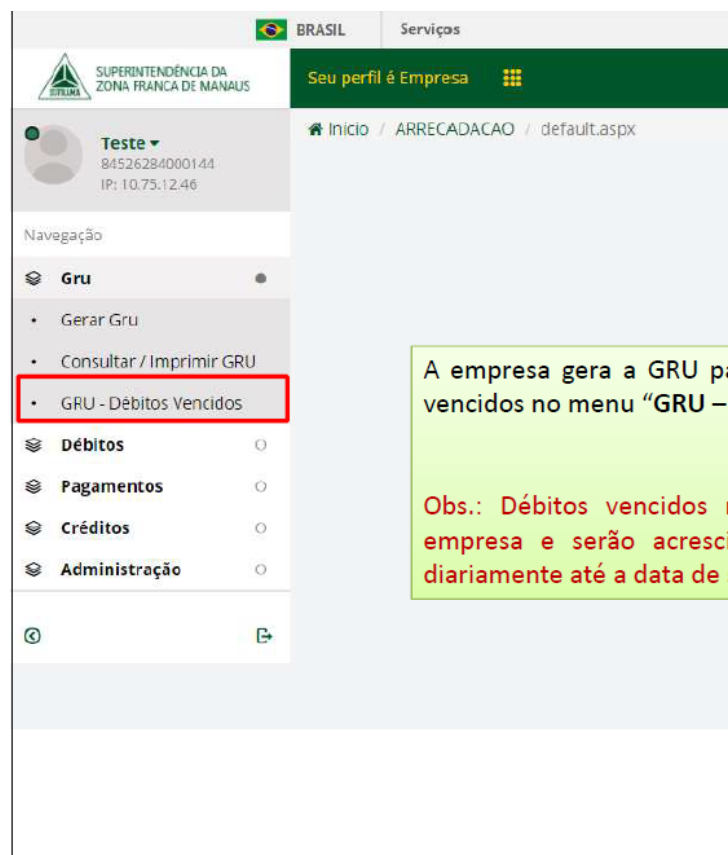 BRASIL Serviços
SUPERINTENDÊNCIA DA
ZONA FRANCA DE MANAUS
SUFRAMA
Seu perfil é Empresa
Inicio / ARRECADACAO / default.aspx
Teste
84526284000144
IP: 10.75.12.46
Navegação
Gru
Gerar Gru
Consultar / Imprimir GRU
GRU - Débitos Vencidos
Débitos
Pagamentos
Créditos
Administração
A empresa gera a GRU pa
vencidos no menu “GRU –
Obs.: Débitos vencidos
empresa e serão acresci
diariamente até a data de